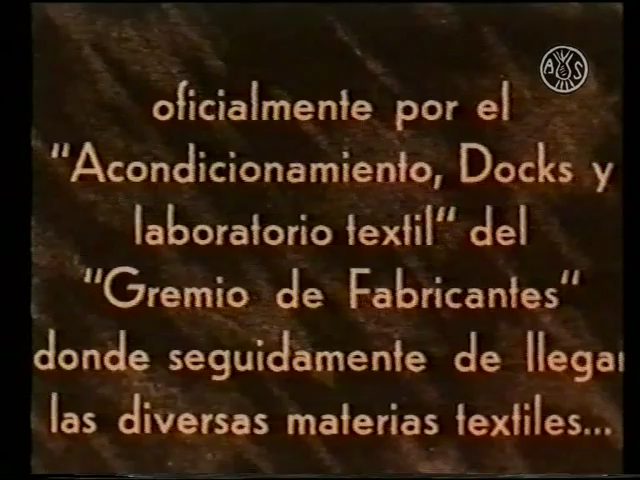 AS
oficialmente por el
"Acondicionamiento, Docks y
laboratorio textil" del
"Gremio de Fabricantes"
donde seguidamente de llegar
las diversas materias textiles...